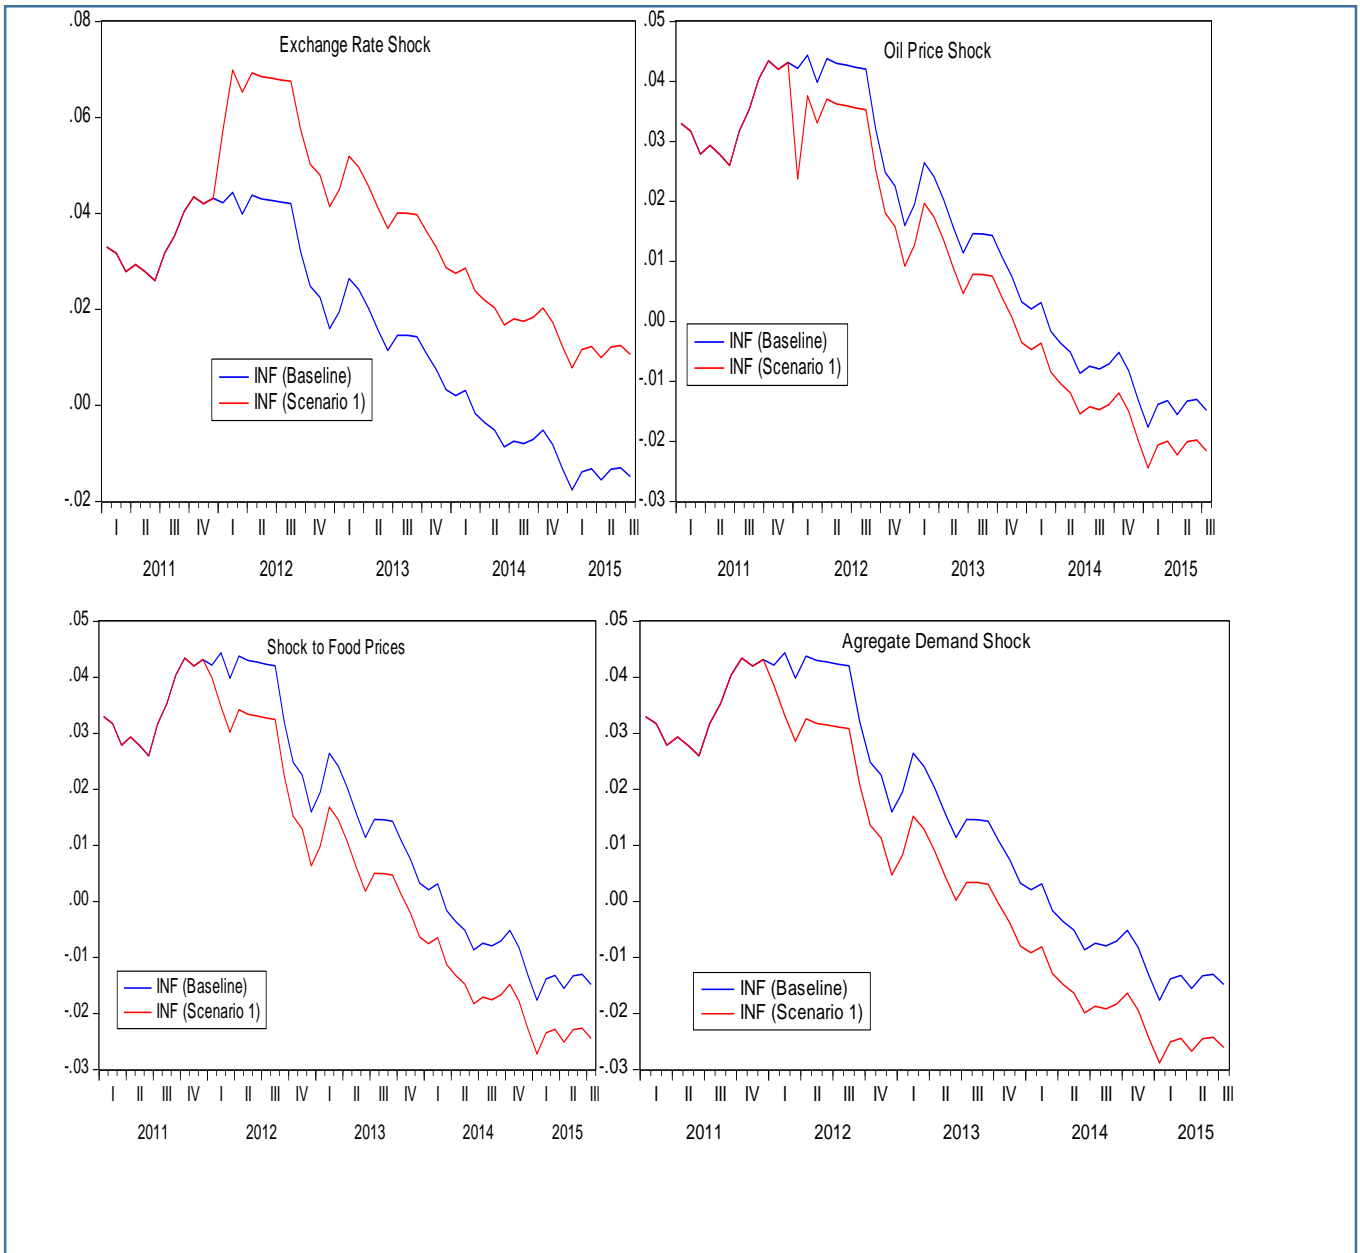 Exchange Rate Shock
.08
.06
.04
.02
.00
-.02
INF (Baseline)
INF (Scenario 1)
I II III IV I II III IV I II III IV I II III IV I II III
2011 2012 2013 2014 2015
Oil Price Shock
.05
.04
.03
.02
.01
.00
-.01
-.02
-.03
INF (Baseline)
INF (Scenario 1)
I II III IV I II III IV I II III IV I II III IV I II III
2011 2012 2013 2014 2015
Shock to Food Prices
.05
.04
.03
.02
.01
.00
-.01
-.02
-.03
INF (Baseline)
INF (Scenario 1)
I II III IV I II III IV I II III IV I II III IV I II III
2011 2012 2013 2014 2015
Agregate Demand Shock
.05
.04
.03
.02
.01
.00
-.01
-.02
-.03
INF (Baseline)
INF (Scenario 1)
I II III IV I II III IV I II III IV I II III IV I II III
2011 2012 2013 2014 2015